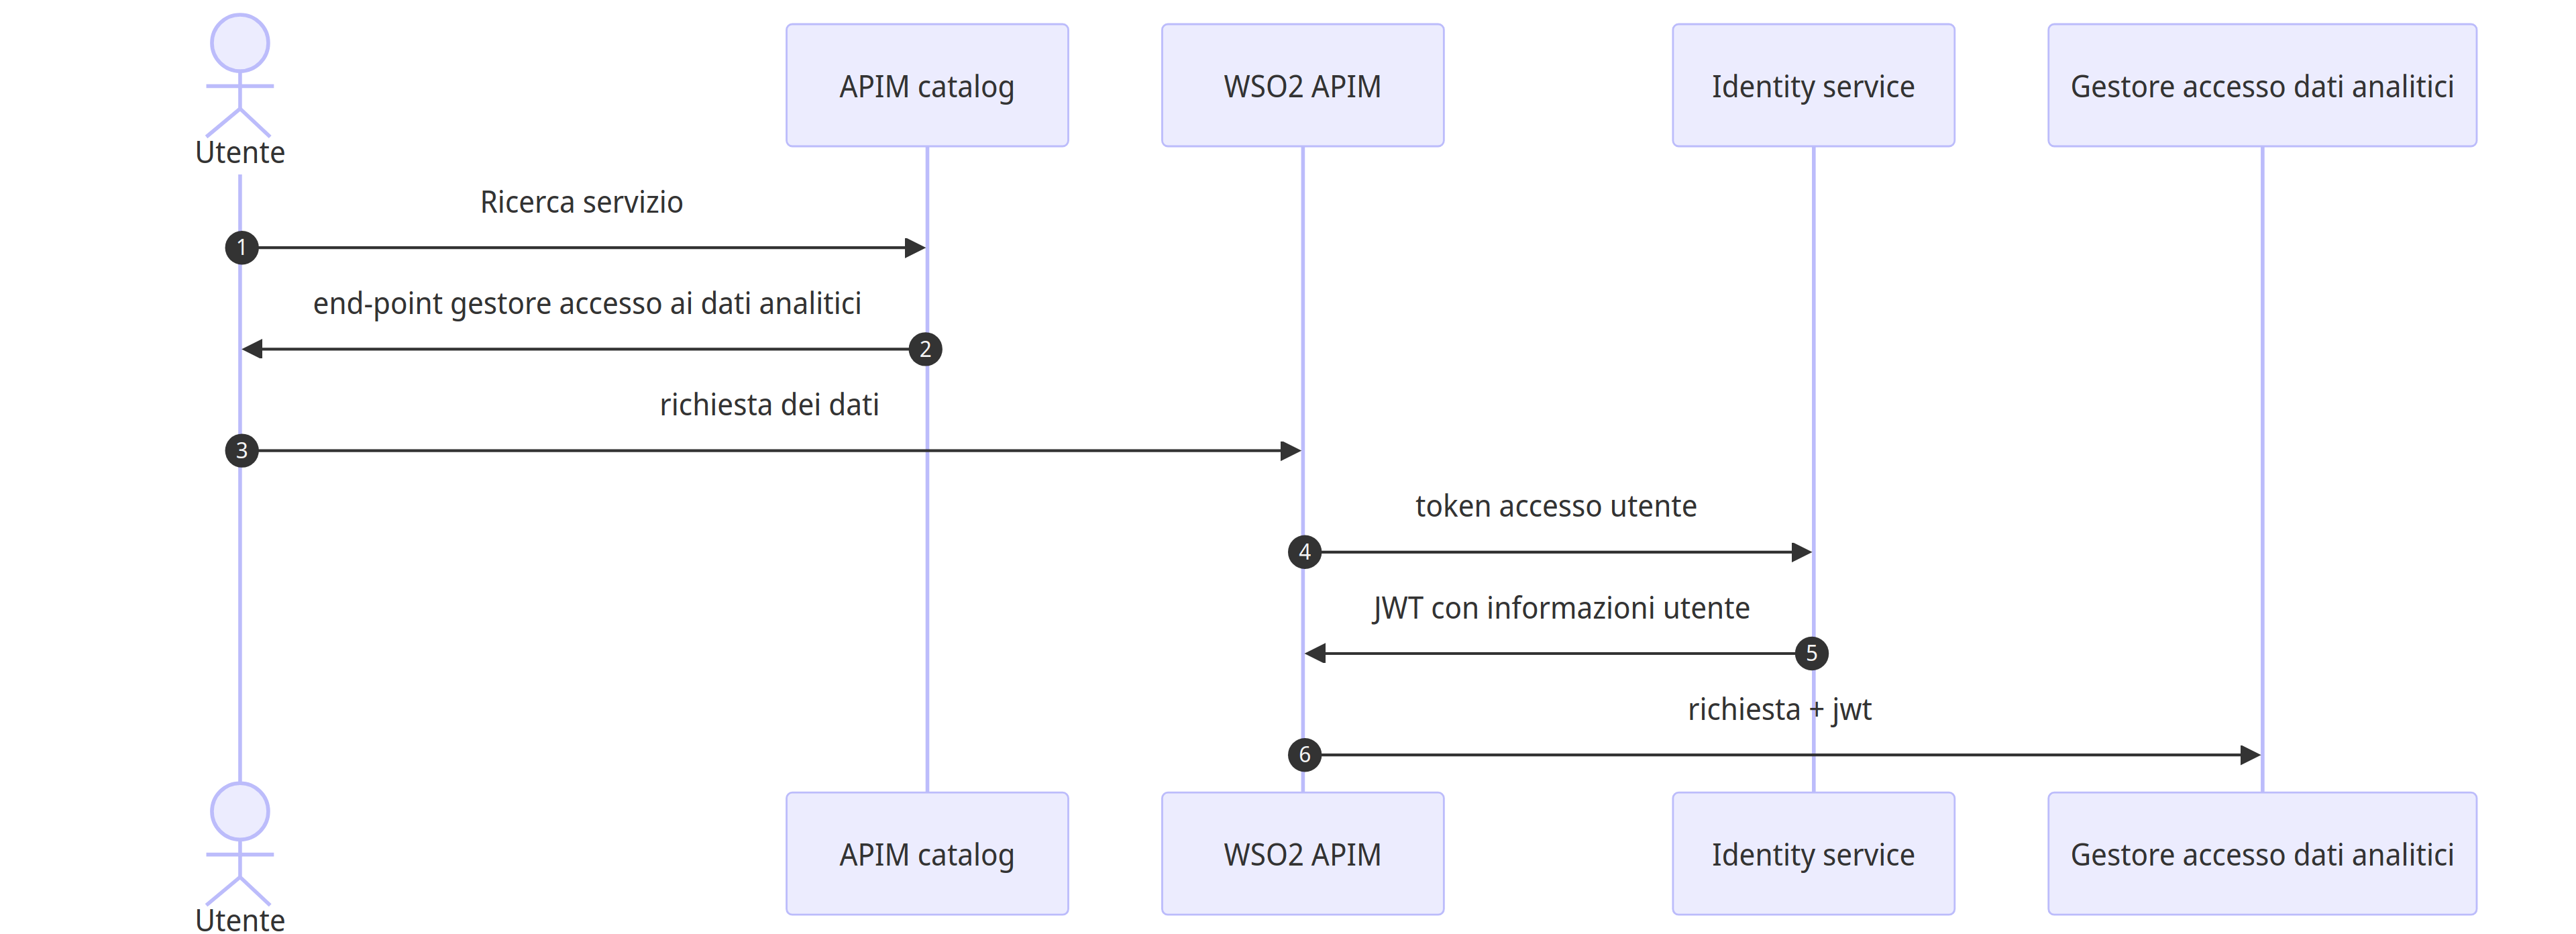 Utente
APIM catalog
WSO2 APIM
Identity service
Gestore accesso dati analitici
Ricerca servizio
1
end-point gestore accesso ai dati analitici
2
richiesta dei dati
3
token accesso utente
4
JWT con informazioni utente
5
richiesta + jwt
6
Utente
APIM catalog
WSO2 APIM
Identity service
Gestore accesso dati analitici